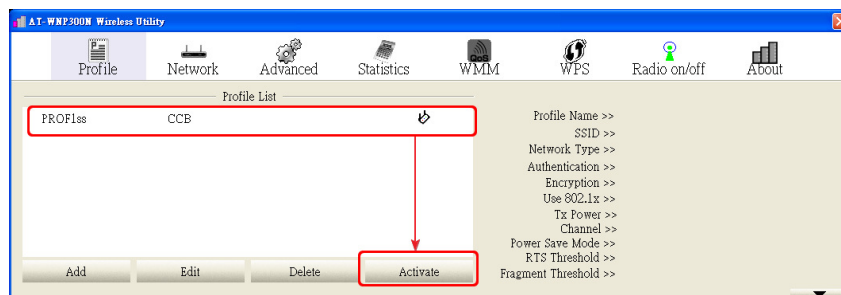 AT-WNP300N Wireless Utility
Profile Network Advanced Statistics WMM WPS Radio on/off About
Profile List
PROF1ss CCB
Profile Name >>
SSID >>
Network Type >>
Authentication >>
Encryption >>
Use 802.1x >>
Tx Power >>
Channel >>
Power Save Mode >>
RTS Threshold >>
Fragment Threshold >>
Add Edit Delete Activate